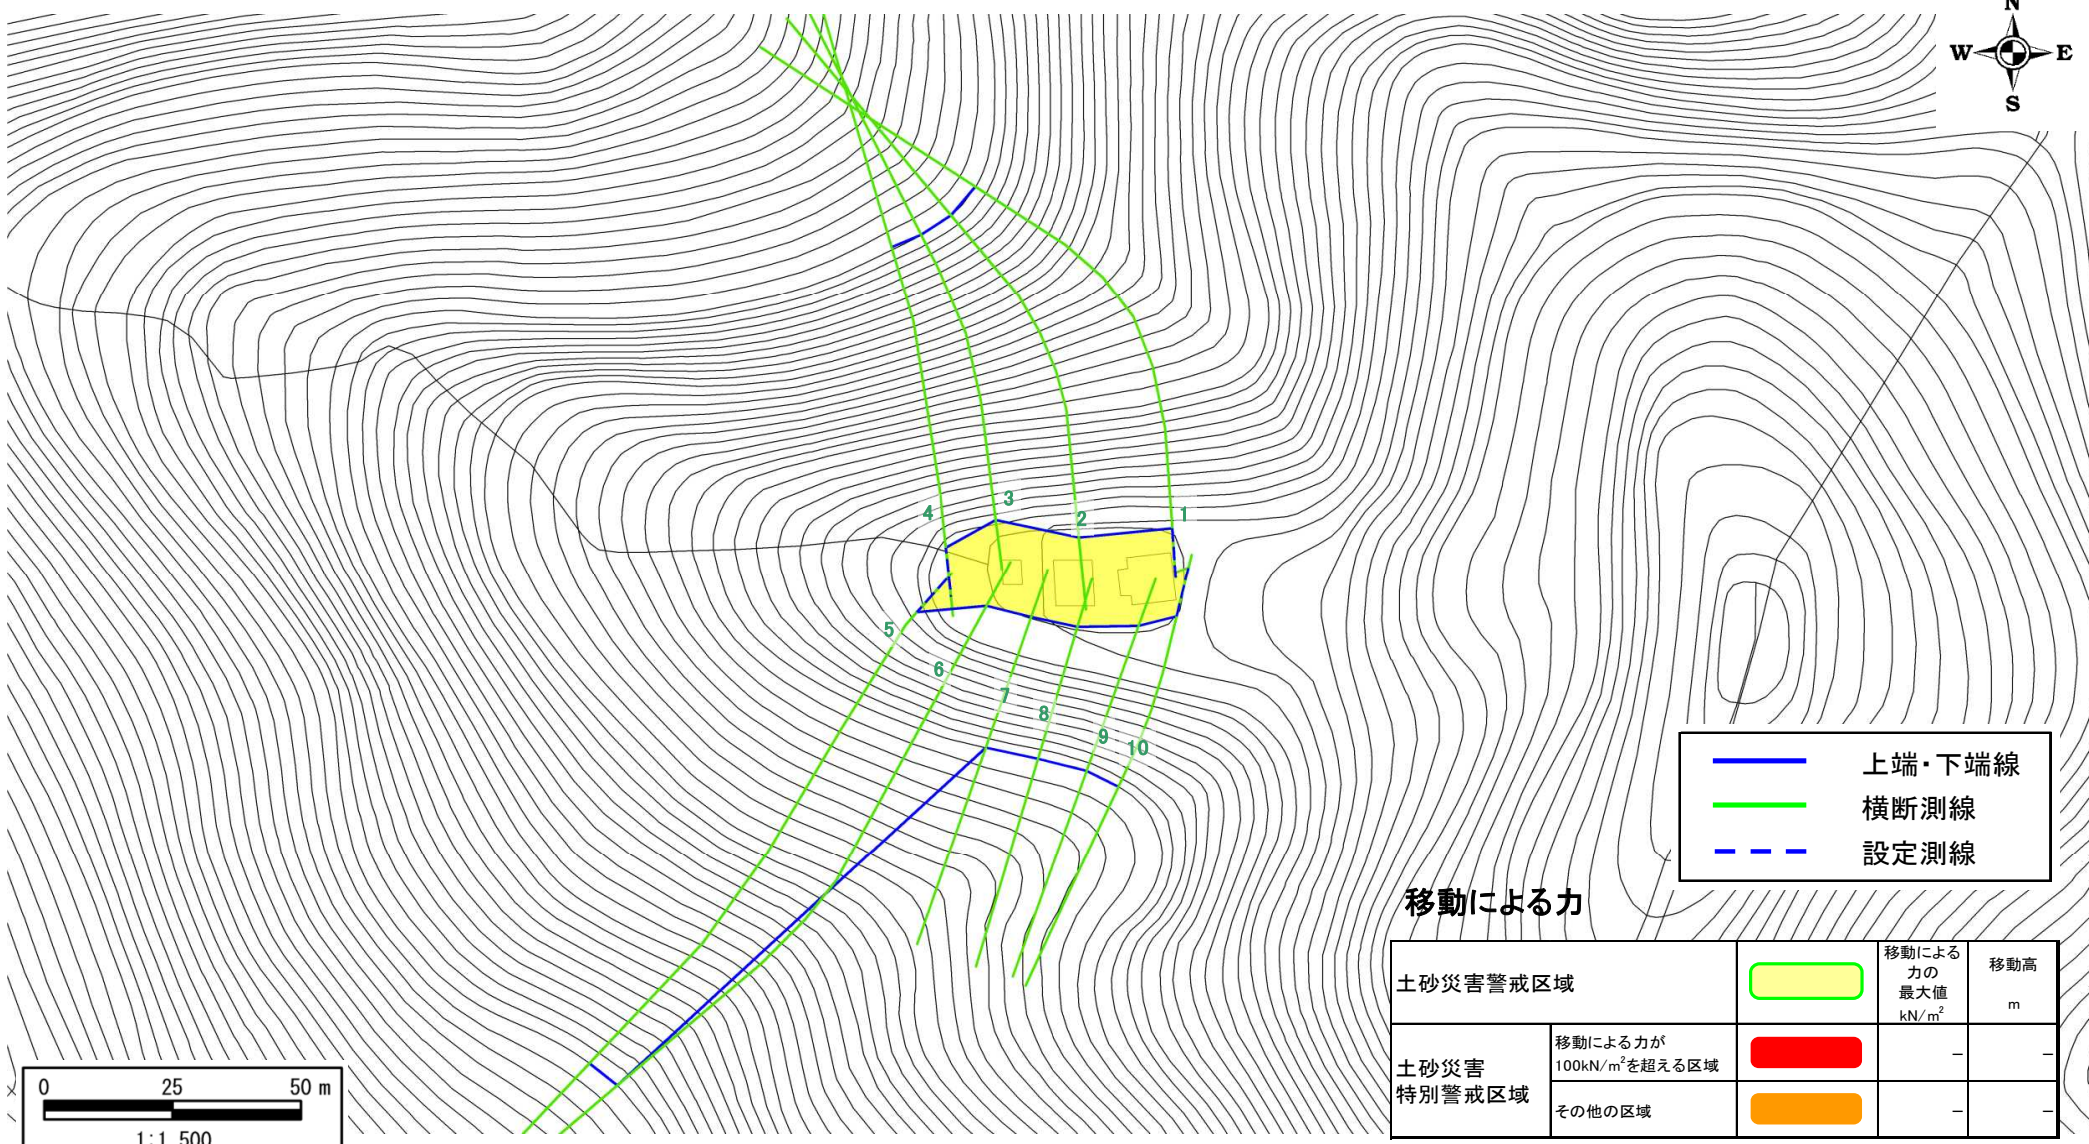 N
W E
S
3
4
2
1
5
6
7
8
9
10
上端・下端線
横断測線
設定測線
移動による力
土砂災害警戒区域
移動による
力の
最大値
kN/m²
移動高
m
土砂災害
特別警戒区域
移動による力が
100kN/m²を超える区域
– –
その他の区域
– –
0 25 50 m
1:1,500